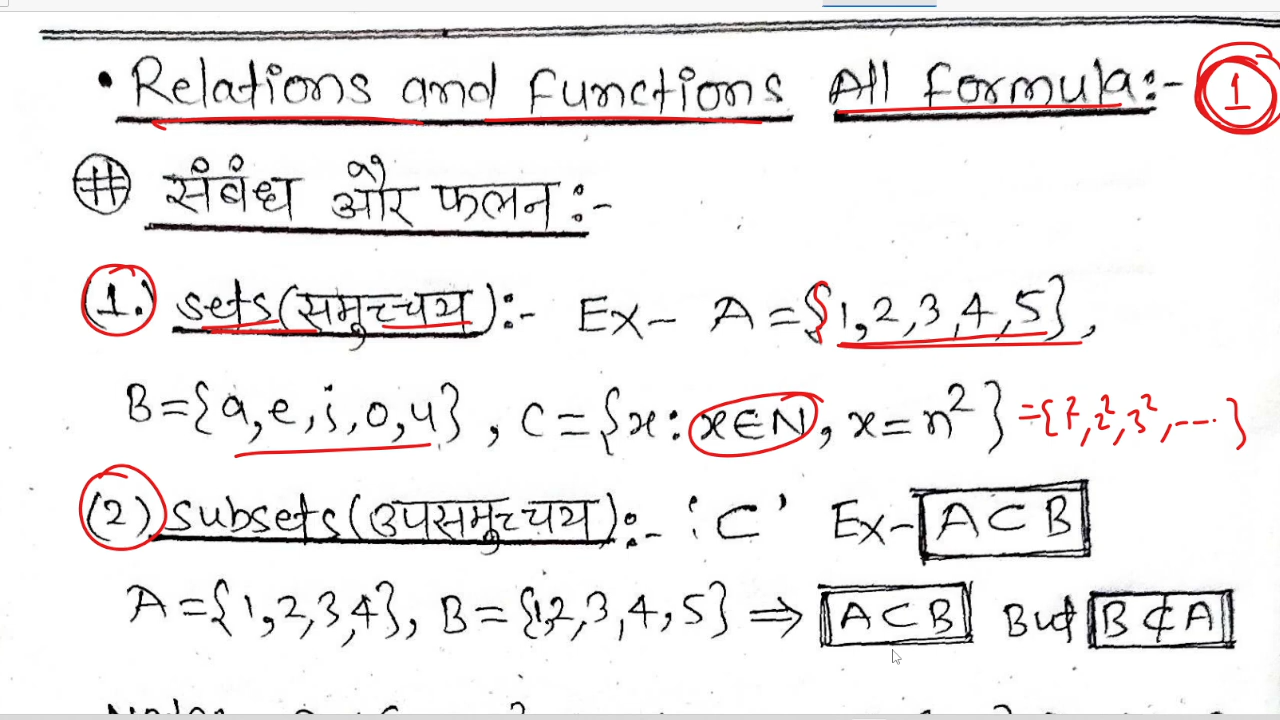 • Relations and Functions All Formula:- 1
# संबंध और फलन :-
(1.) Sets (समुच्चय) :- Ex- A = {1,2,3,4,5},
B={a,e,i,o,u}, C={x: x∈N, x=n²} ={1²,2²,3²,---}
(2) Subsets (उपसमुच्चय) :- 'C' Ex- A⊂B
A={1,2,3,4}, B={1,2,3,4,5} ⇒ A⊂B But B⊄A